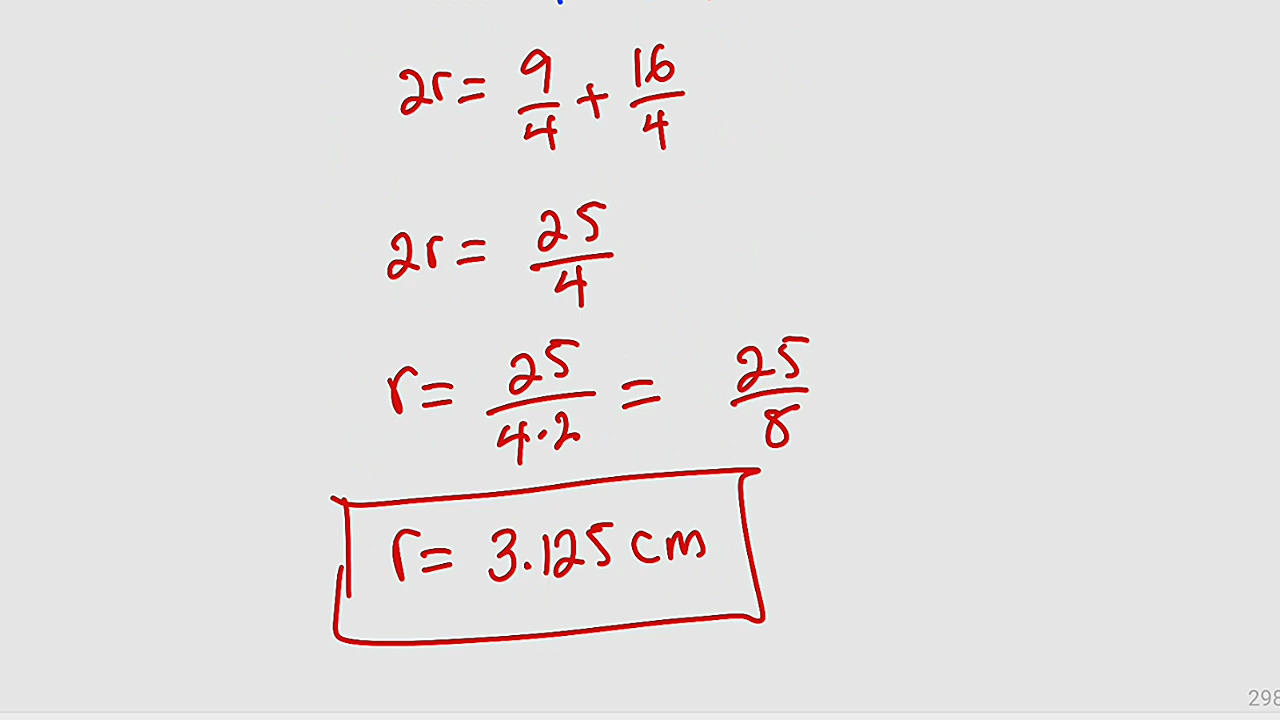 2r = 9/4 + 16/4
2r = 25/4
r = 25/4·2 = 25/8
r = 3.125 cm